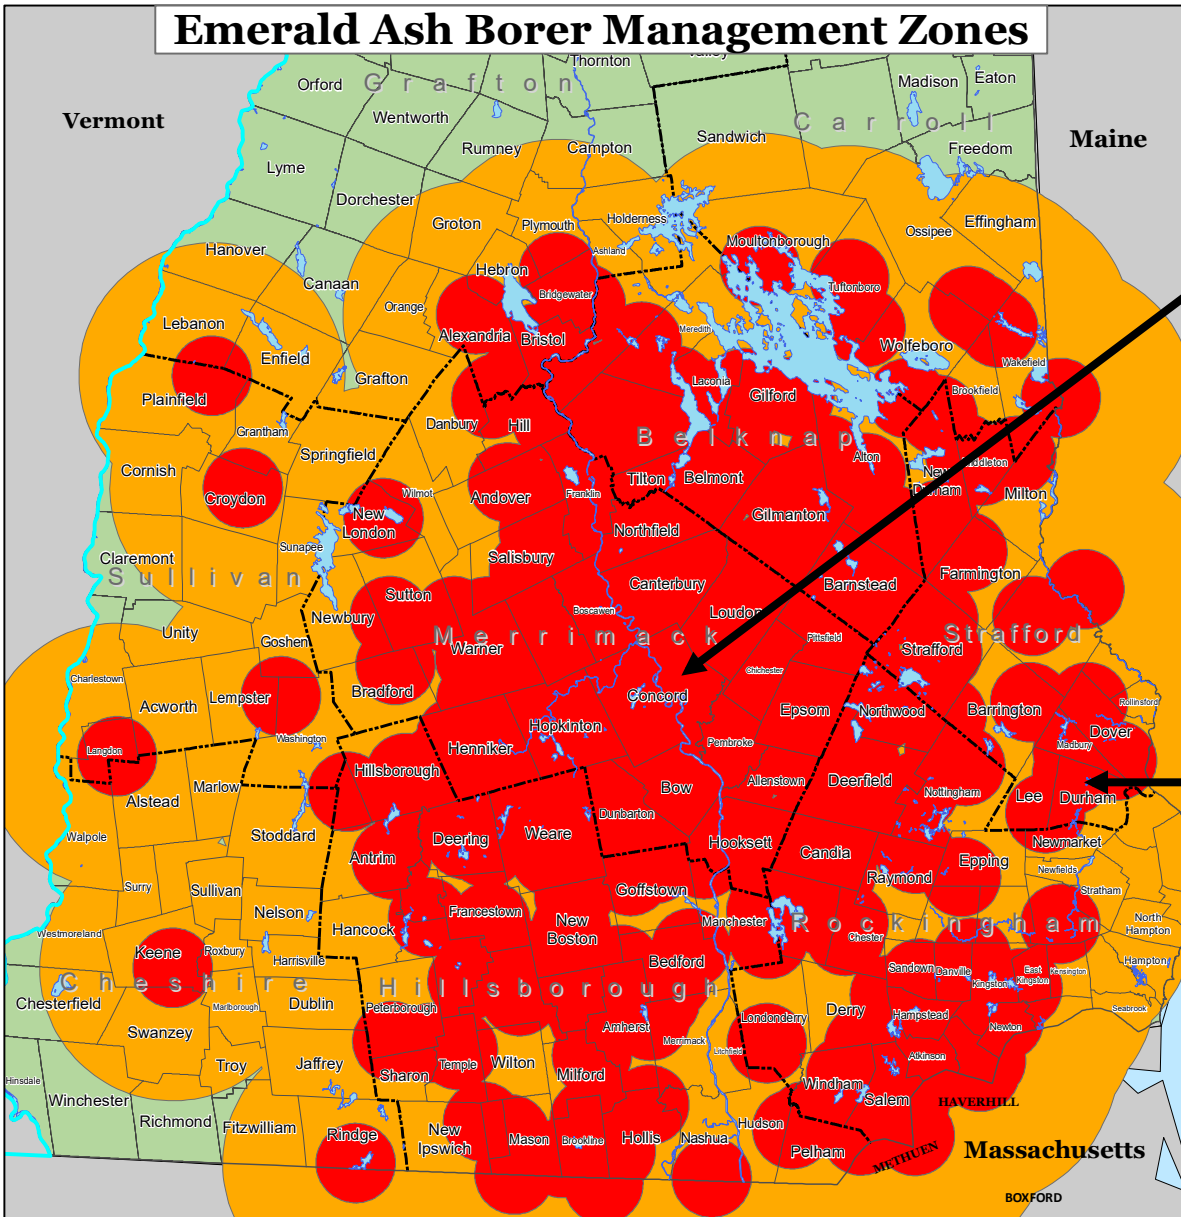 Emerald Ash Borer Management Zones
Thornton
Orford
Grafton
Madison
Eaton
Vermont
Wentworth
Carroll
Sandwich
Maine
Rumney
Campton
Freedom
Lyme
Dorchester
Groton
Plymouth
Holderness
Effingham
Ossipee
Hanover
Ashland
Moultonborough
Canaan
Hebron
Bridgewater
Tuftonboro
Orange
Lebanon
Alexandria
Bristol
Meredith
Wolfeboro
Enfield
Wakefield
Grafton
Laconia
Gilford
Brookfield
Plainfield
Danbury
Hill
Grantham
Belknap
Springfield
Alton
Cornish
Tilton
Belmont
New
Durham
Middleton
Croydon
Wilmot
Andover
Franklin
Milton
New
London
Gilmanton
Northfield
Sunapee
Claremont
Salisbury
Sullivan
Canterbury
Barnstead
Farmington
Sutton
Newbury
Boscawen
Loudon
Unity
Merrimack
Pittsfield
Strafford
Goshen
Warner
Strafford
Charlestown
Chichester
Acworth
Lempster
Bradford
Concord
Epsom
Northwood
Barrington
Rollinsford
Hopkinton
Dover
Langdon
Washington
Henniker
Pembroke
Madbury
Hillsborough
Deerfield
Allenstown
Marlow
Bow
Nottingham
Lee
Durham
Alstead
Dunbarton
Stoddard
Deering
Weare
Walpole
Hooksett
Newmarket
Antrim
Candia
Epping
Raymond
Newfields
Surry
Sullivan
Goffstown
Stratham
Nelson
Francestown
New
Boston
Manchester
Rockingham
North
Hampton
Hancock
Westmoreland
Chester
Keene
Roxbury
Harrisville
Bedford
Sandown
Danville
East
Kingston
Kensington
Hampton
Cheshire
Hillsborough
Kingston
Chesterfield
Dublin
Marlborough
Peterborough
Derry
Seabrook
Londonderry
Hampstead
Swanzey
Amherst
Newton
Merrimack
Litchfield
Troy
Jaffrey
Temple
Wilton
Atkinson
Sharon
Milford
Hinsdale
Windham
Winchester
Salem
HAVERHILL
Richmond
Fitzwilliam
Rindge
New
Ipswich
Mason
Brookline
Hollis
Nashua
Hudson
Pelham
METHUEN
Massachusetts
BOXFORD